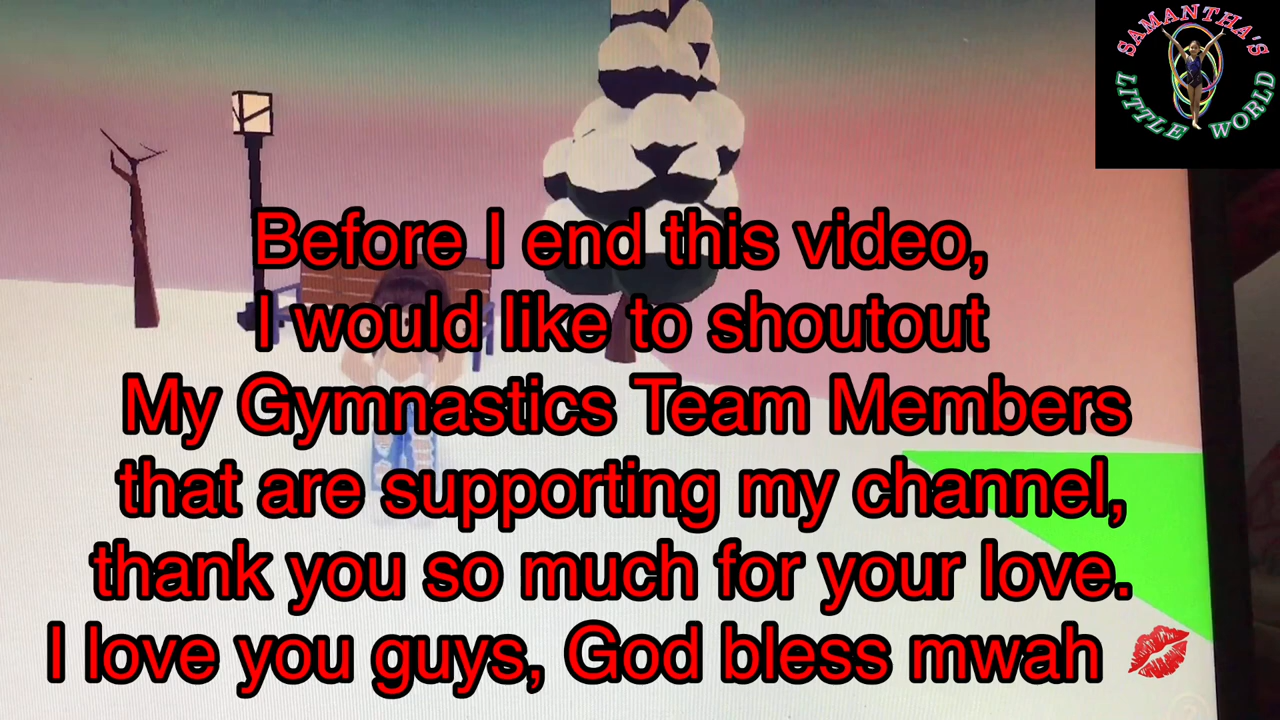 SAMANTHA'S
LITTLE WORLD
Before I end this video,
I would like to shoutout
My Gymnastics Team Members
that are supporting my channel,
thank you so much for your love.
I love you guys, God bless mwah 💋